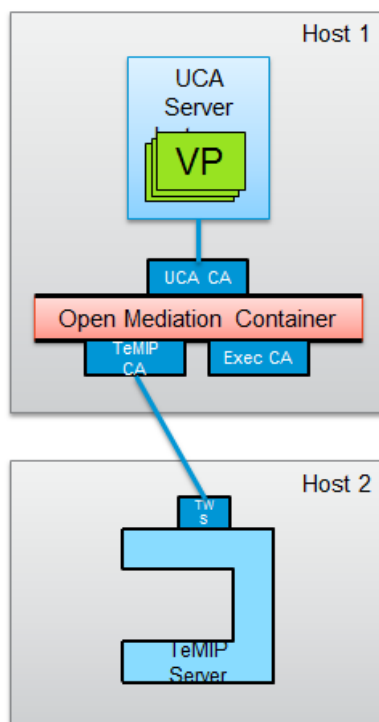 Host 1
UCA
Server
VP
UCA CA
Open Mediation Container
TeMIP
CA
Exec CA
Host 2
TW
S
TeMIP
Server